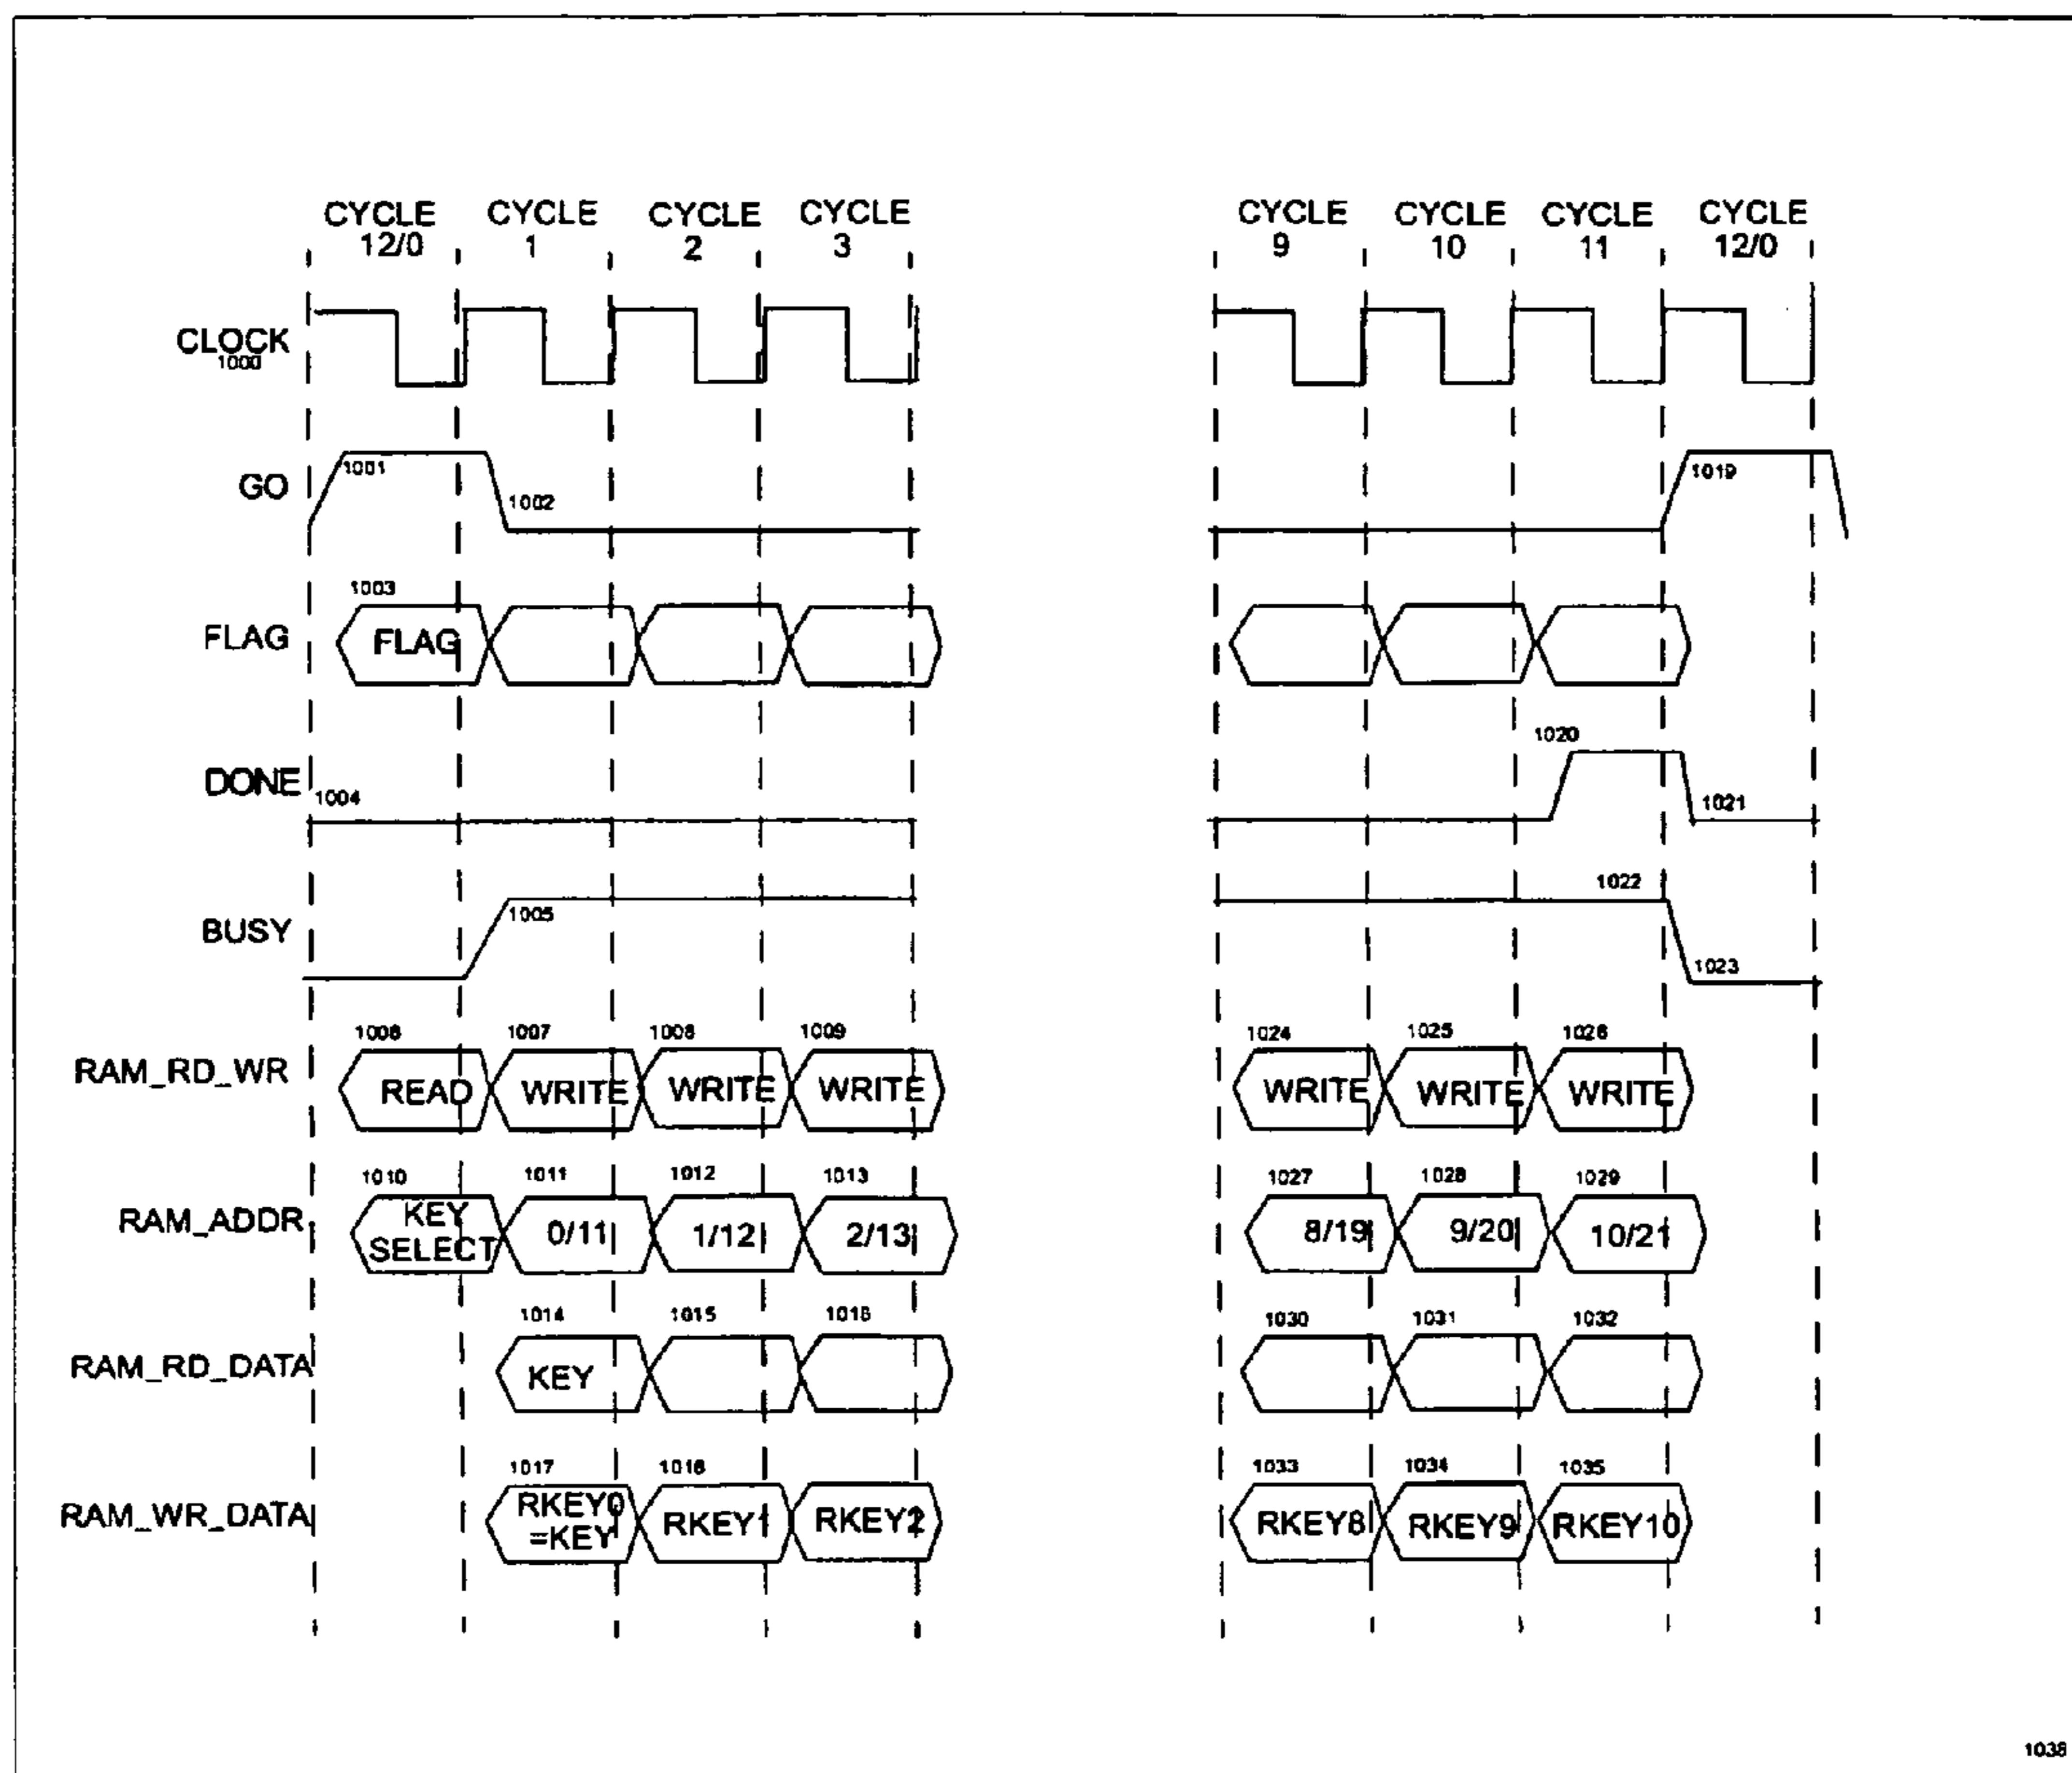 CYCLE 12/0 CYCLE 1 CYCLE 2 CYCLE 3 CYCLE 9 CYCLE 10 CYCLE 11 CYCLE 12/0
CLOCK
1000
GO 1001 1002 1019
1003
FLAG FLAG
1020
DONE 1004 1021
1022
BUSY 1005 1023
1006 1007 1008 1009 1024 1025 1026
RAM_RD_WR READ WRITE WRITE WRITE WRITE WRITE WRITE
1010 1011 1012 1013 1027 1028 1029
RAM_ADDR KEY SELECT 0/11 1/12 2/13 8/19 9/20 10/21
1014 1015 1016 1030 1031 1032
RAM_RD_DATA KEY
1017 1018 1033 1034 1035
RAM_WR_DATA RKEY0 =KEY RKEY1 RKEY2 RKEY8 RKEY9 RKEY10